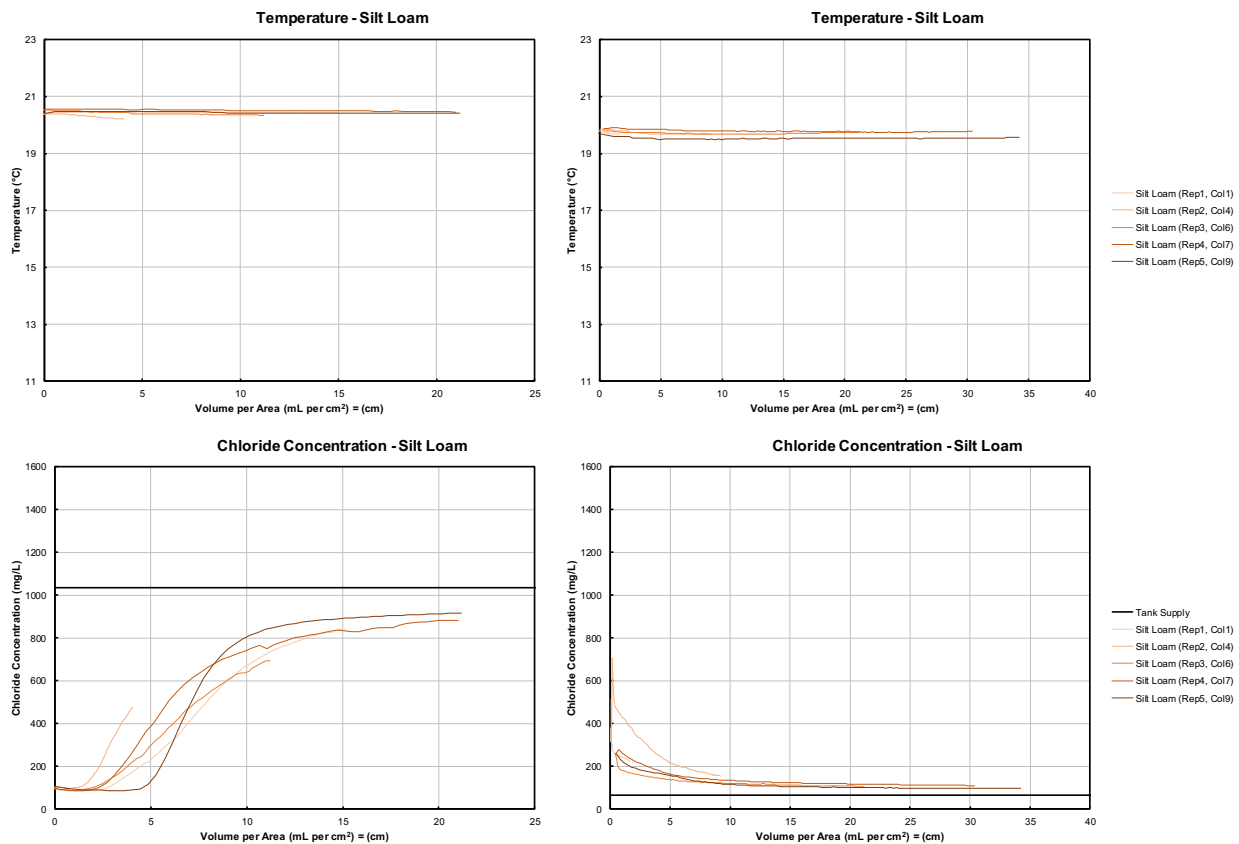 Temperature - Silt Loam
23
21
19
17
15
13
11
Temperature (°C)
0 5 10 15 20 25
Volume per Area (mL per cm²) = (cm)
Temperature - Silt Loam
23
21
19
17
15
13
11
Temperature (°C)
0 5 10 15 20 25 30 35 40
Volume per Area (mL per cm²) = (cm)
Silt Loam (Rep1, Col1)
Silt Loam (Rep2, Col4)
Silt Loam (Rep3, Col6)
Silt Loam (Rep4, Col7)
Silt Loam (Rep5, Col9)
Chloride Concentration - Silt Loam
1600
1400
1200
1000
800
600
400
200
0
Chloride Concentration (mg/L)
0 5 10 15 20 25
Volume per Area (mL per cm²) = (cm)
Chloride Concentration - Silt Loam
1600
1400
1200
1000
800
600
400
200
0
Chloride Concentration (mg/L)
0 5 10 15 20 25 30 35 40
Volume per Area (mL per cm²) = (cm)
Tank Supply
Silt Loam (Rep1, Col1)
Silt Loam (Rep2, Col4)
Silt Loam (Rep3, Col6)
Silt Loam (Rep4, Col7)
Silt Loam (Rep5, Col9)